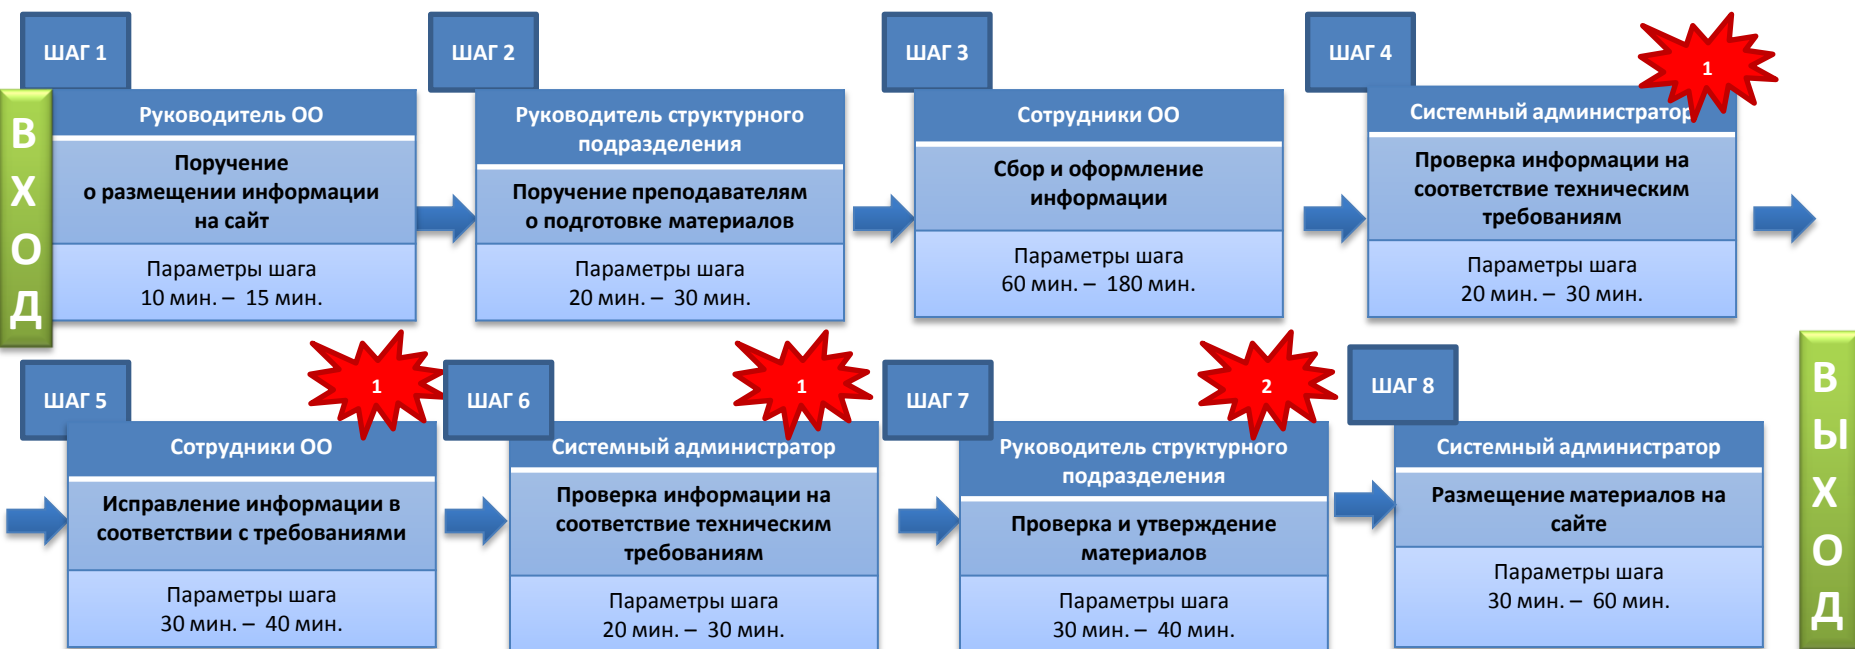 ШАГ 1
ВХОД
Руководитель ОО
Поручение
о размещении информации
на сайт
Параметры шага
10 мин. – 15 мин.
ШАГ 2
Руководитель структурного
подразделения
Поручение преподавателям
о подготовке материалов
Параметры шага
20 мин. – 30 мин.
ШАГ 3
Сотрудники ОО
Сбор и оформление
информации
Параметры шага
60 мин. – 180 мин.
ШАГ 4
1
Системный администратор
Проверка информации на
соответствие техническим
требованиям
Параметры шага
20 мин. – 30 мин.
ШАГ 5
1
Сотрудники ОО
Исправление информации в
соответствии с требованиями
Параметры шага
30 мин. – 40 мин.
ШАГ 6
1
Системный администратор
Проверка информации на
соответствие техническим
требованиям
Параметры шага
20 мин. – 30 мин.
ШАГ 7
2
Руководитель структурного
подразделения
Проверка и утверждение
материалов
Параметры шага
30 мин. – 40 мин.
ШАГ 8
Системный администратор
Размещение материалов на
сайте
Параметры шага
30 мин. – 60 мин.
ВЫХОД